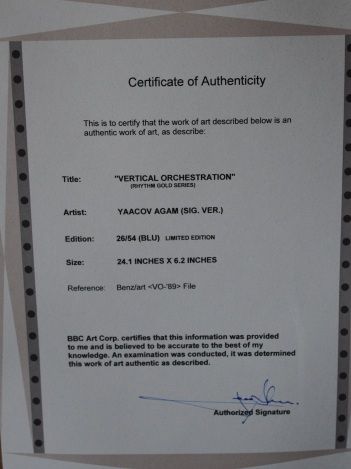 Certificate of Authenticity
This is to certify that the work of art described below is an
authentic work of art, as describe:
Title: "VERTICAL ORCHESTRATION"
(RHYTHM GOLD SERIES)
Artist: YAACOV AGAM (SIG. VER.)
Edition: 26/54 (BLU) LIMITED EDITION
Size: 24.1 INCHES X 6.2 INCHES
Reference: Benz/art <VO-'89> File
BBC Art Corp. certifies that this information was provided
to me and is believed to be accurate to the best of my
knowledge. An examination was conducted, it was determined
this work of art authentic as described.
Authorized Signature